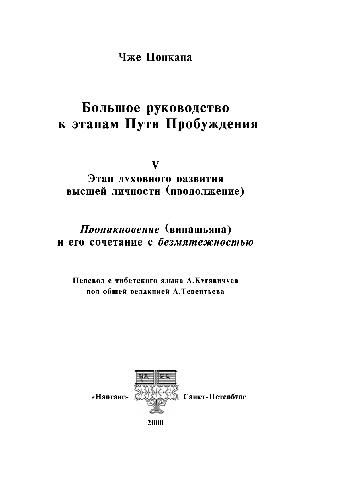 Чже Цонкапа
Большое руководство
к этапам Пути Пробуждения
V
Этап духовного развития
высшей личности (продолжение)
Проникновение (випашьяна)
и его сочетание с безмятежностью
Перевод с тибетского языка А.Кугявичуса
под общей редакцией А.Терентьева
«Нартанг» Санкт-Петербург
2000